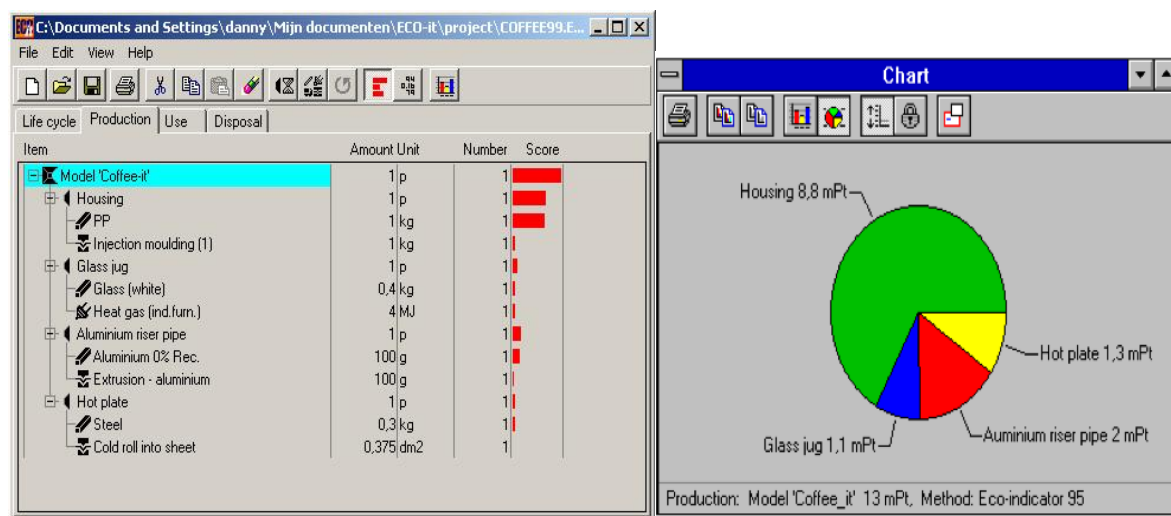 C:\Documents and Settings\danny\Mijn documenten\ECO-it\project\COFFEE99.E...
File Edit View Help
Life cycle Production Use Disposal
Item Amount Unit Number Score
Model 'Coffee-it' 1 p 1
Housing 1 p 1
PP 1 kg 1
Injection moulding (1) 1 kg 1
Glass jug 1 p 1
Glass (white) 0,4 kg 1
Heat gas (ind.furn.) 4 MJ 1
Aluminium riser pipe 1 p 1
Aluminium 0% Rec. 100 g 1
Extrusion - aluminium 100 g 1
Hot plate 1 p 1
Steel 0,3 kg 1
Cold roll into sheet 0,375 dm2 1
Chart
Housing 8,8 mPt
Hot plate 1,3 mPt
Auminium riser pipe 2 mPt
Glass jug 1,1 mPt
Production: Model 'Coffee_it' 13 mPt, Method: Eco-indicator 95